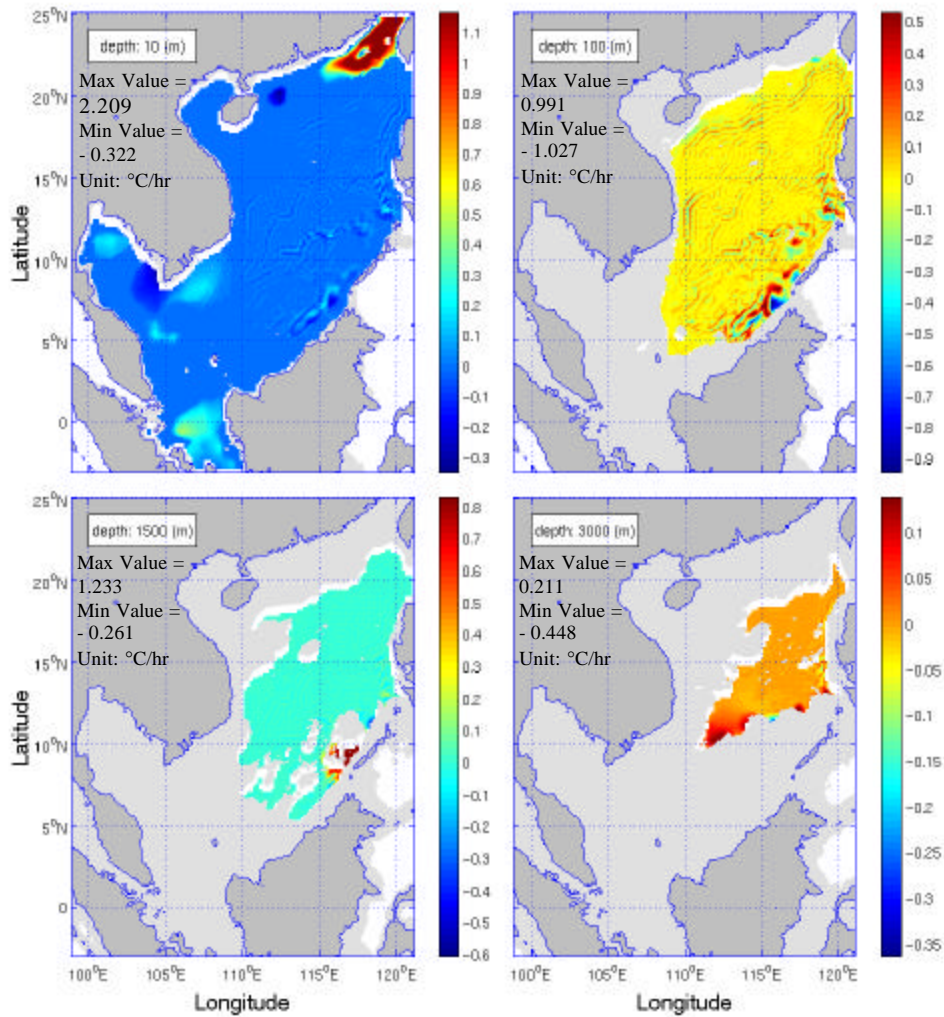 25°N
20°N
15°N
10°N
5°N
0
Latitude
depth: 10 (m)
Max Value =
2.209
Min Value =
- 0.322
Unit: °C/hr
1.1
1
0.9
0.8
0.7
0.6
0.5
0.4
0.3
0.2
0.1
0
-0.1
-0.2
-0.3
depth: 100 (m)
Max Value =
0.991
Min Value =
- 1.027
Unit: °C/hr
0.5
0.4
0.3
0.2
0.1
0
-0.1
-0.2
-0.3
-0.4
-0.5
-0.6
-0.7
-0.8
-0.9
25°N
20°N
15°N
10°N
5°N
0
Latitude
depth: 1500 (m)
Max Value =
1.233
Min Value =
- 0.261
Unit: °C/hr
0.8
0.7
0.6
0.5
0.4
0.3
0.2
0.1
0
-0.1
-0.2
-0.3
-0.4
-0.5
-0.6
100°E 105°E 110°E 115°E 120°E
Longitude
depth: 3000 (m)
Max Value =
0.211
Min Value =
- 0.448
Unit: °C/hr
0.1
0.05
0
-0.05
-0.1
-0.15
-0.2
-0.25
-0.3
-0.35
100°E 105°E 110°E 115°E 120°E
Longitude